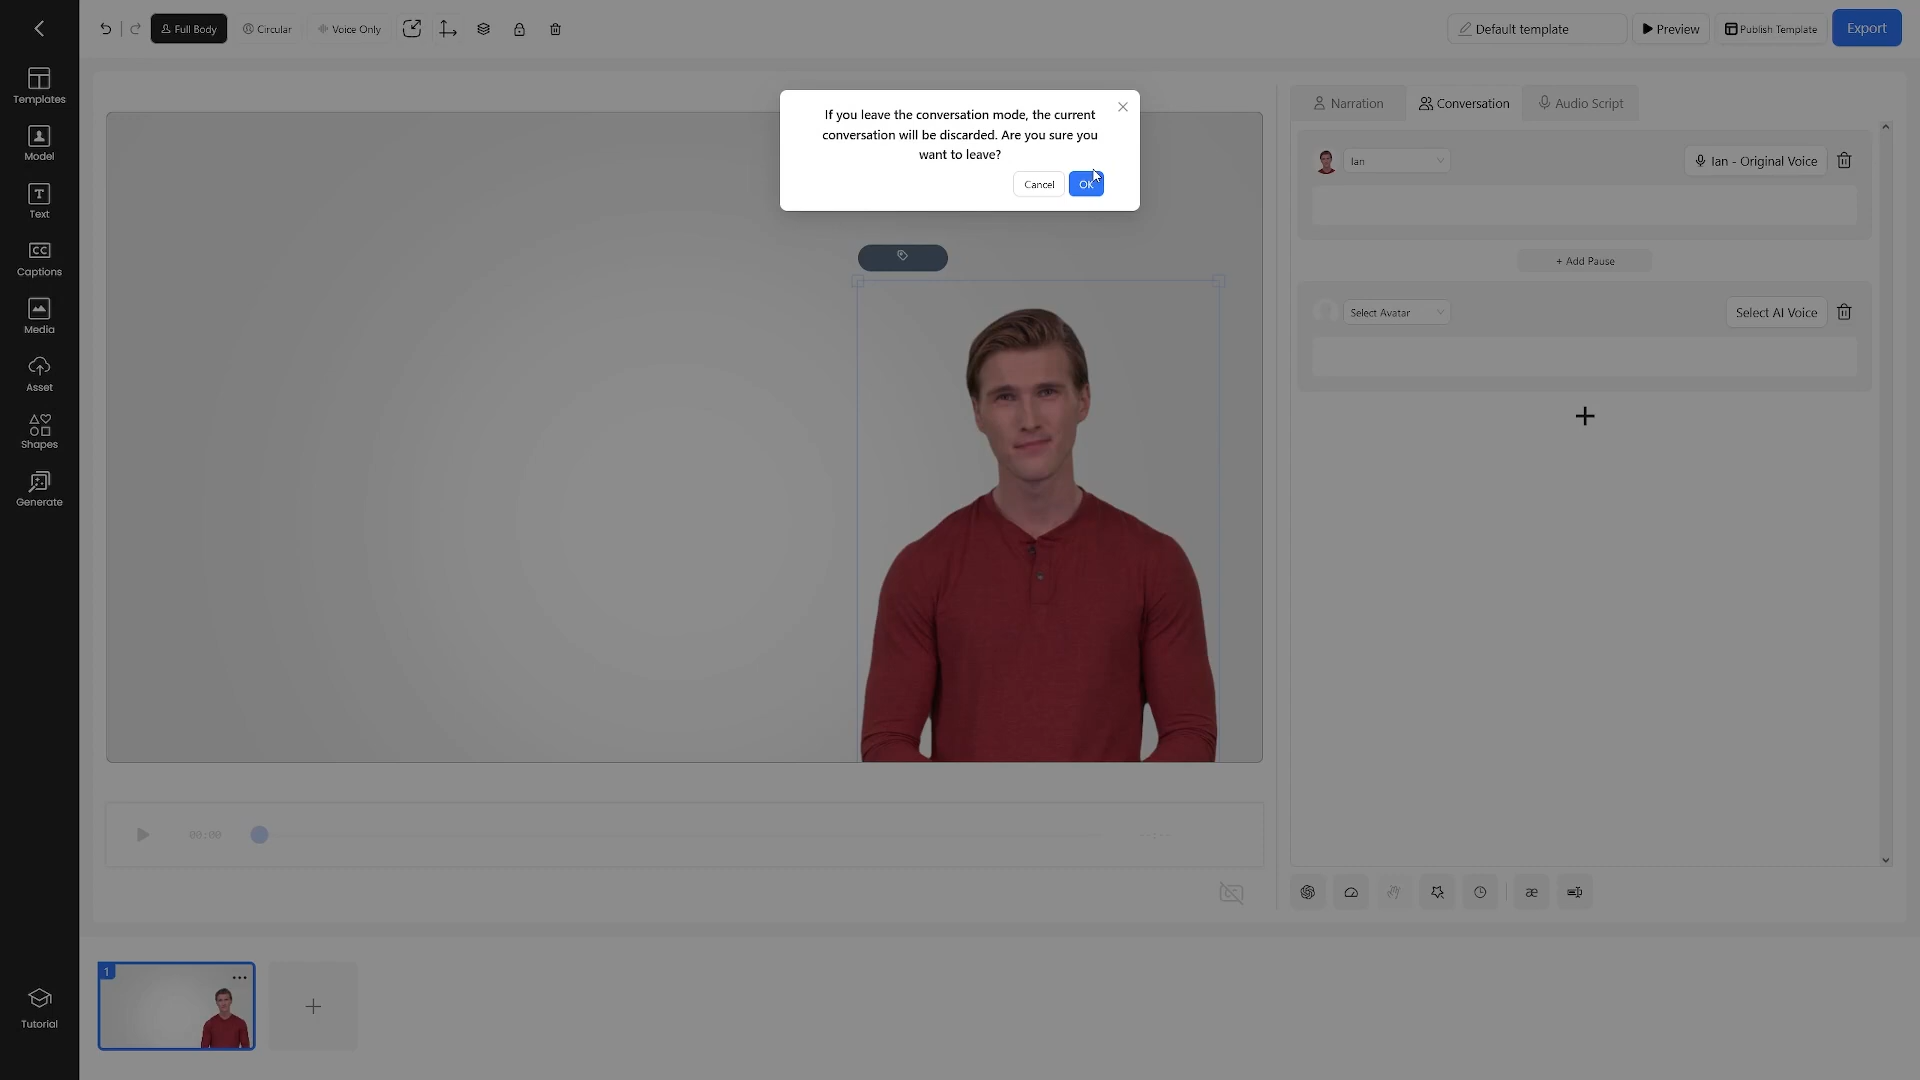 Full Body
Circular
Voice Only
Default template
Preview
Publish Template
Export
Templates
Model
Text
CC
Captions
Media
Asset
Shapes
Generate
Tutorial
If you leave the conversation mode, the current
conversation will be discarded. Are you sure you
want to leave?
Cancel
OK
Narration
Conversation
Audio Script
Ian
Ian - Original Voice
+ Add Pause
Select Avatar
Select AI Voice
00:00
--:--
æ
1